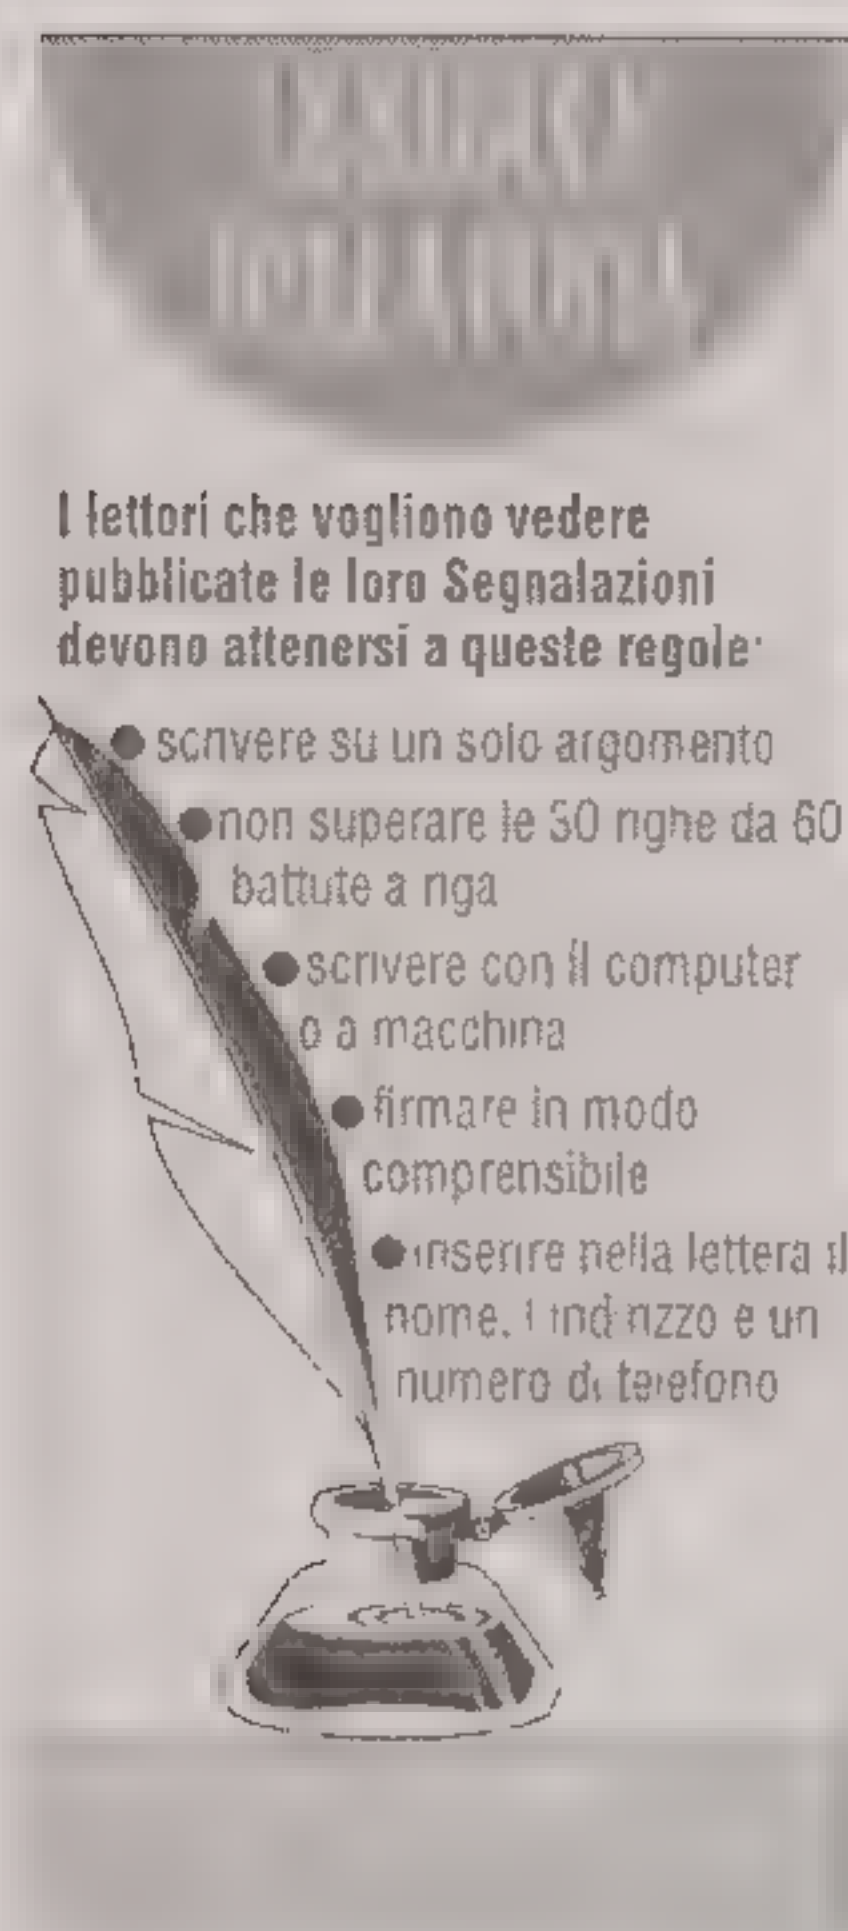 I lettori che vogliono vedere
pubblicate le loro Segnalazioni
devono attenersi a queste regole:
● scrivere su un solo argomento
● non superare le 30 righe da 60
battute a riga
● scrivere con il computer
o a macchina
● firmare in modo
comprensibile
● inserire nella lettera il
nome, l'indirizzo e un
numero di telefono